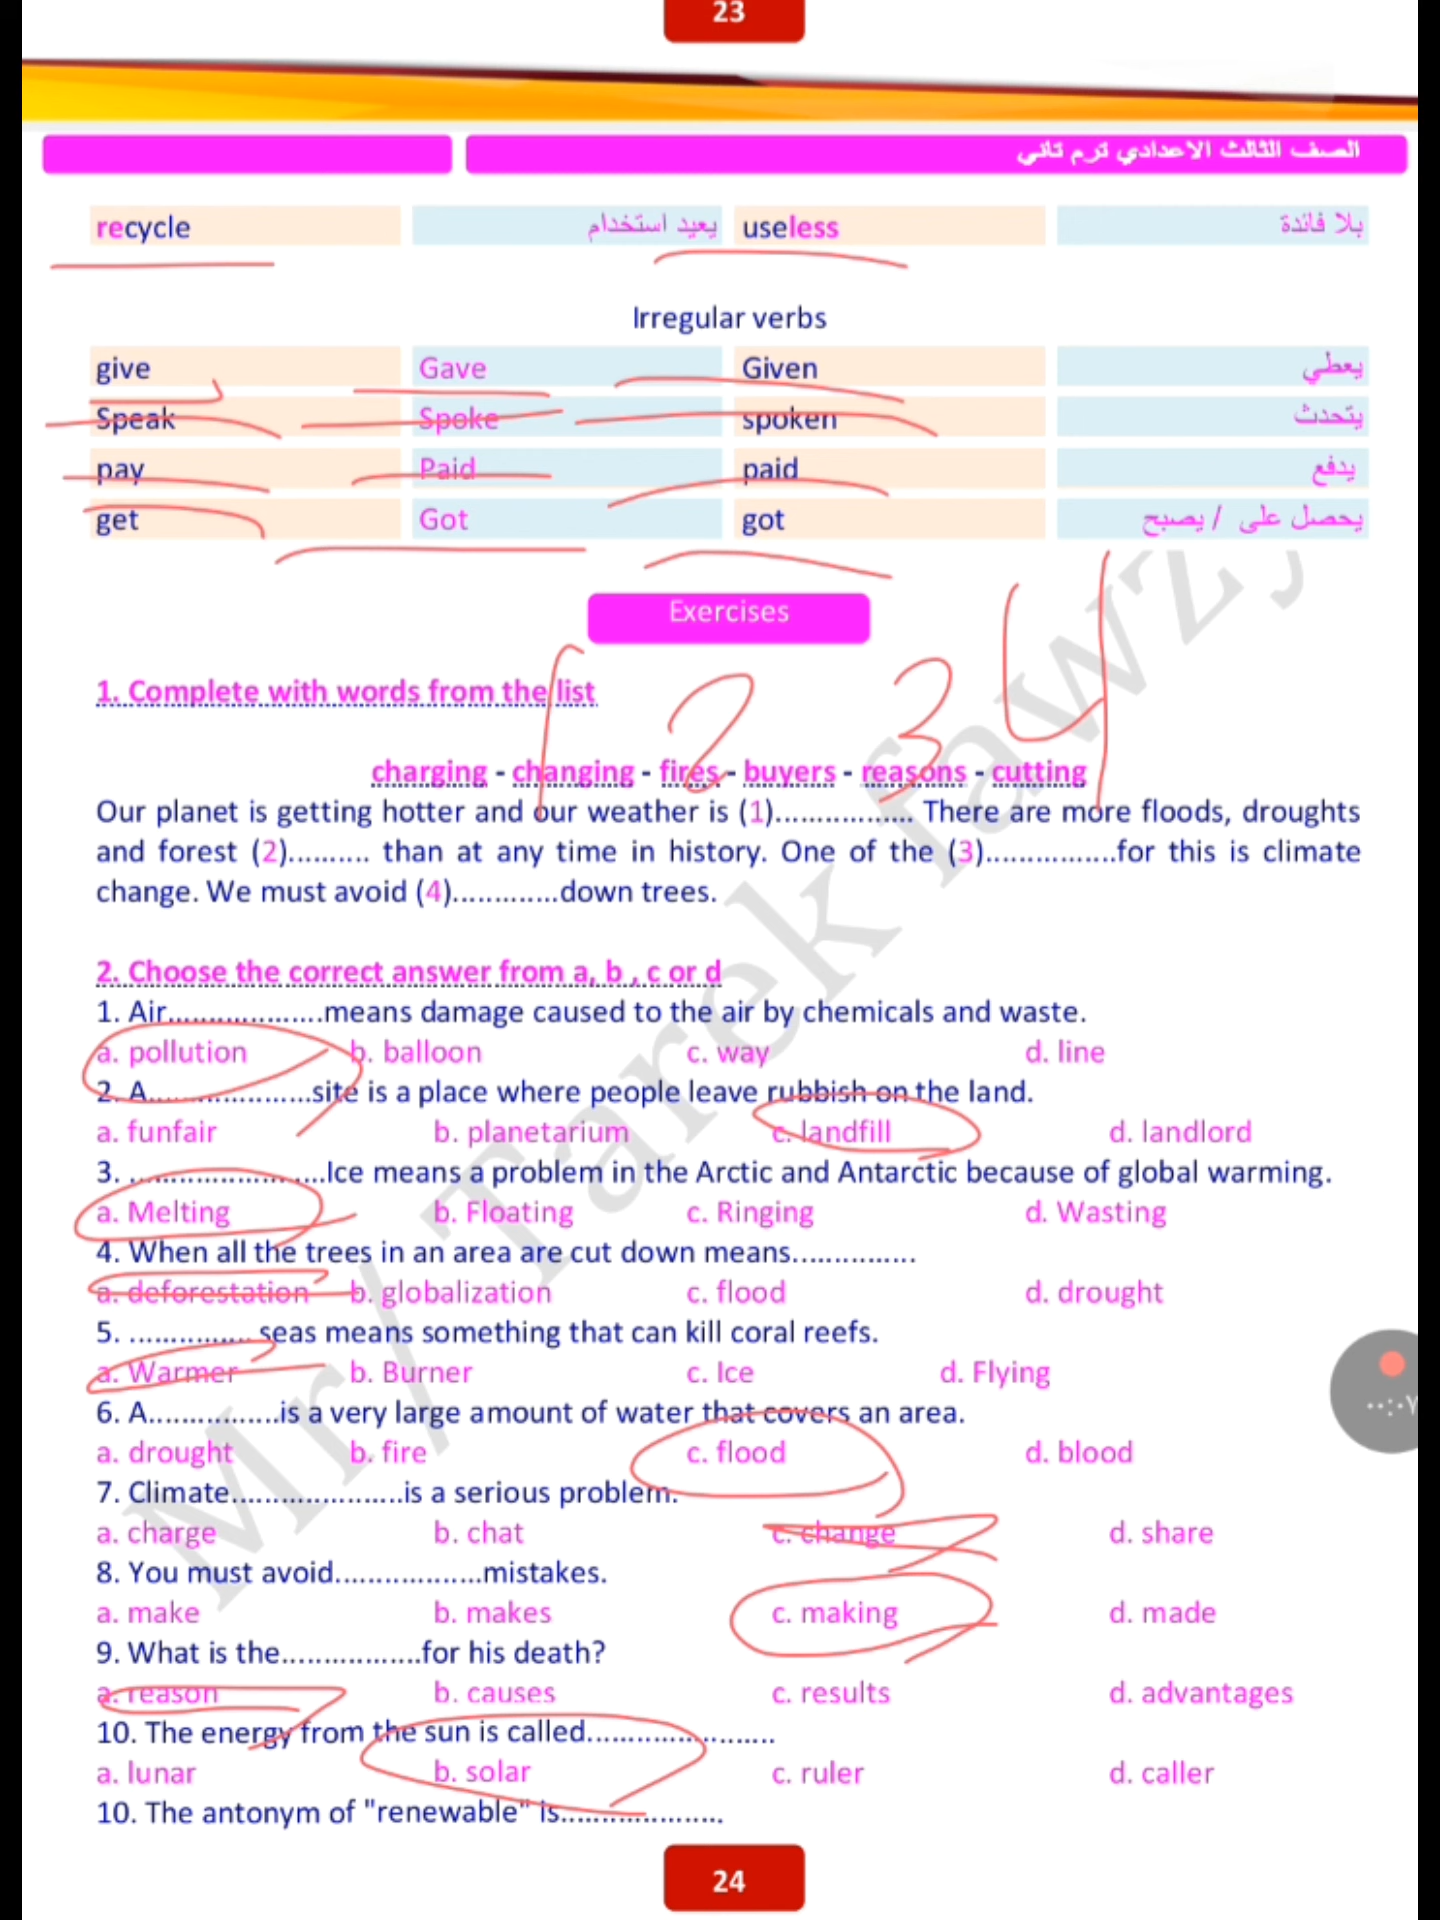 23
الصف الثالث الاعدادي ترم تاني
recycle يعيد استخدام useless بلا فائدة
Irregular verbs
give Gave Given يعطي
Speak Spoke spoken يتحدث
pay Paid paid يدفع
get Got got يحصل على / يصبح
Exercises
1 2 3 4
1. Complete with words from the list
charging - changing - fires - buyers - reasons - cutting
Our planet is getting hotter and our weather is (1)................. There are more floods, droughts
and forest (2).......... than at any time in history. One of the (3)................for this is climate
change. We must avoid (4).............down trees.
2. Choose the correct answer from a, b , c or d
1. Air...................means damage caused to the air by chemicals and waste.
a. pollution b. balloon c. way d. line
2. A....................site is a place where people leave rubbish on the land.
a. funfair b. planetarium c. landfill d. landlord
3. ........................Ice means a problem in the Arctic and Antarctic because of global warming.
a. Melting b. Floating c. Ringing d. Wasting
4. When all the trees in an area are cut down means...............
a. deforestation b. globalization c. flood d. drought
5. ............... seas means something that can kill coral reefs.
a. Warmer b. Burner c. Ice d. Flying
6. A................is a very large amount of water that covers an area.
a. drought b. fire c. flood d. blood
7. Climate.....................is a serious problem.
a. charge b. chat c. change d. share
8. You must avoid..................mistakes.
a. make b. makes c. making d. made
9. What is the.................for his death?
a. reason b. causes c. results d. advantages
10. The energy from the sun is called.......................
a. lunar b. solar c. ruler d. caller
10. The antonym of "renewable" is....................
24
Mr/ Tarek fawzy